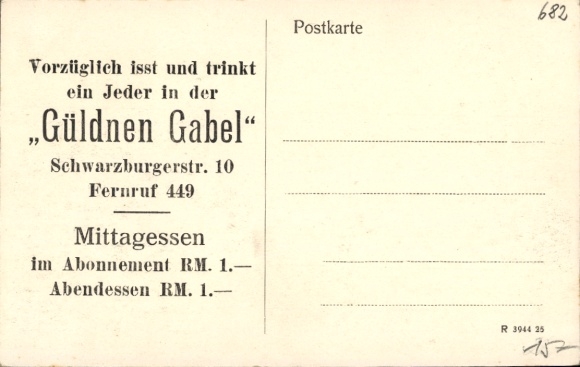 Vorzüglich isst und trinkt
ein Jeder in der
„Güldnen Gabel“
Schwarzburgerstr. 10
Fernruf 449
Mittagessen
im Abonnement RM. 1.—
Abendessen RM. 1.—
Postkarte
682
R 3944 25
-157